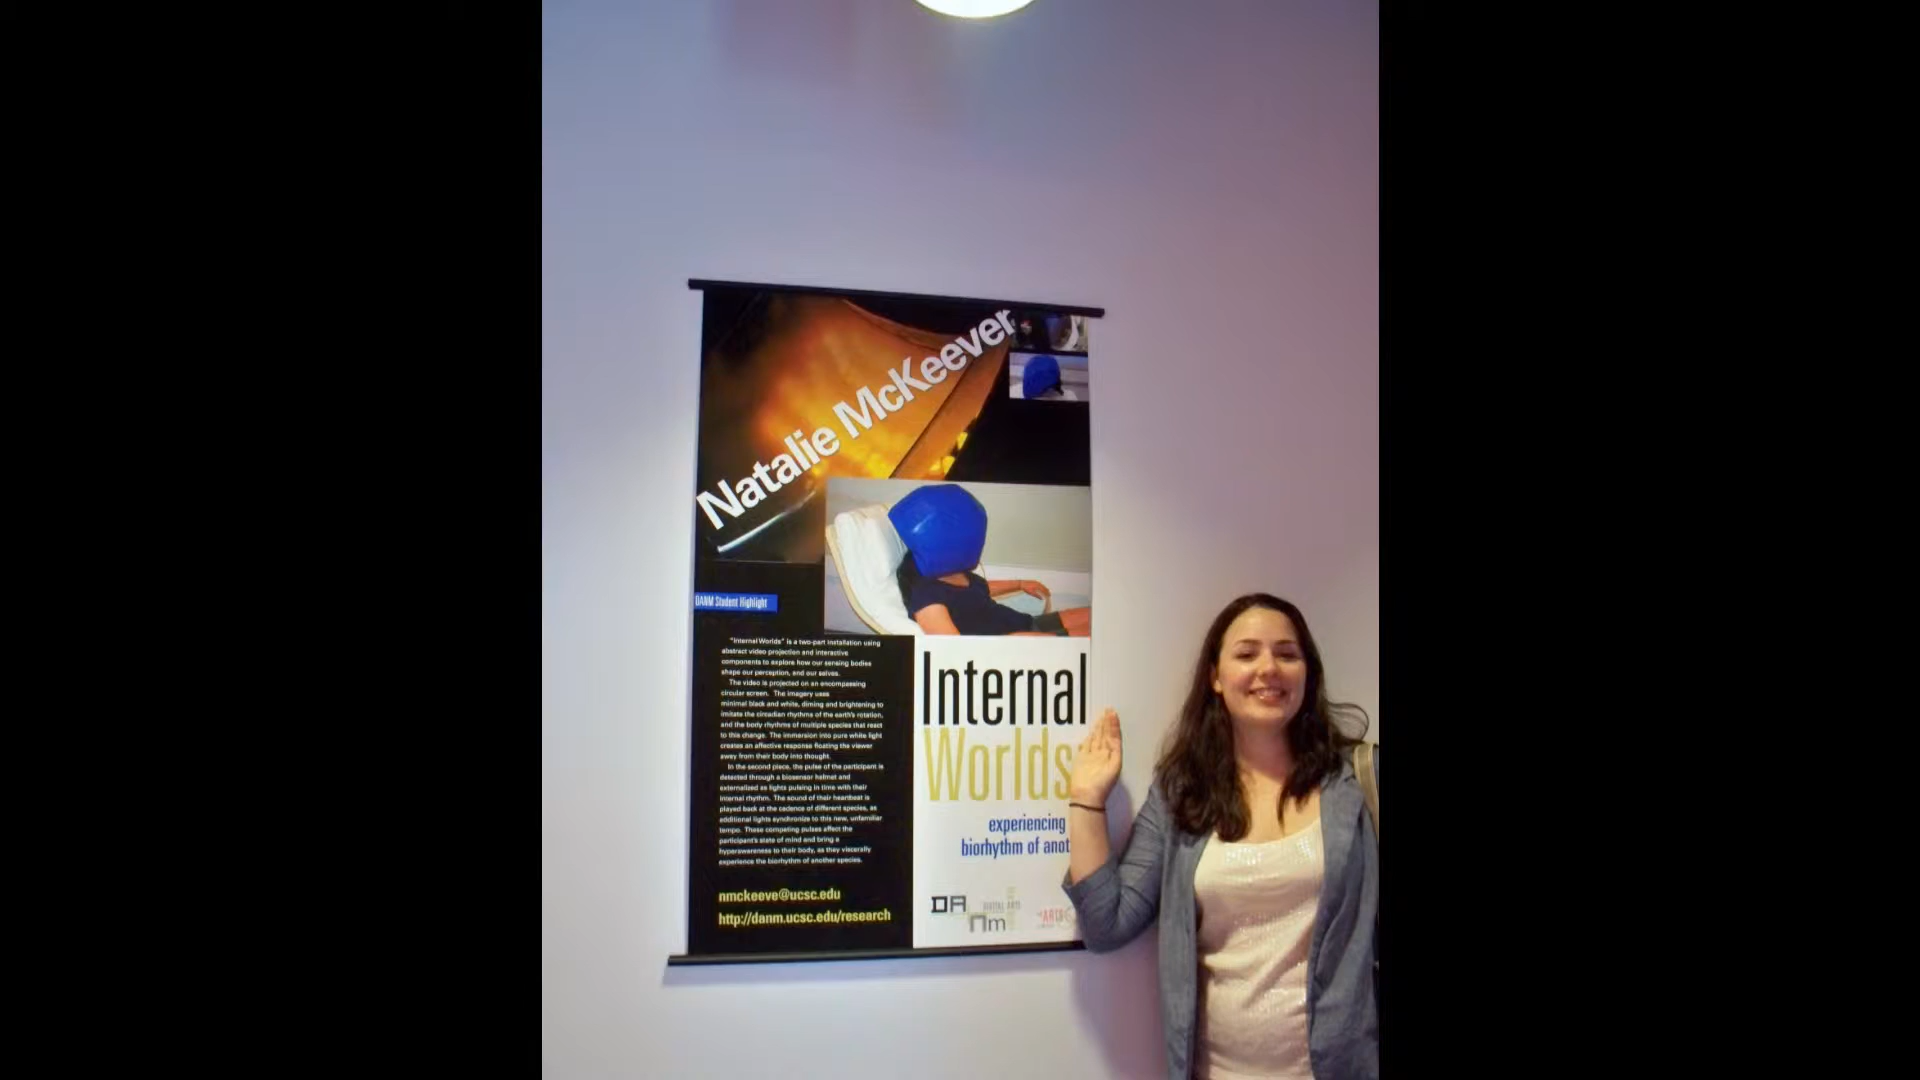 Natalie McKeever
DANM Student Highlight
"Internal Worlds" is a two-part installation using
abstract video projection and interactive
components to explore how our sensing bodies
shape our perception, and our selves.
The video is projected on an encompassing
circular screen. The imagery uses
minimal black and white, diming and brightening to
imitate the circadian rhythms of the earth's rotation,
and the body rhythms of multiple species that react
to this change. The immersion into pure white light
creates an affective response floating the viewer
away from their body into thought.
In the second piece, the pulse of the participant is
detected through a biosensor helmet and
externalized as lights pulsing in time with their
internal rhythm. The sound of their heartbeat is
played back at the cadence of different species, as
additional lights synchronize to this new, unfamiliar
tempo. These competing pulses affect the
participant's state of mind and bring a
hyperawareness to their body, as they viscerally
experience the biorhythm of another species.
nmckeeve@ucsc.edu
http://danm.ucsc.edu/research
Internal
Worlds
experiencing
biorhythm of anot
DA
nm
DIGITAL ARTS
ARTS